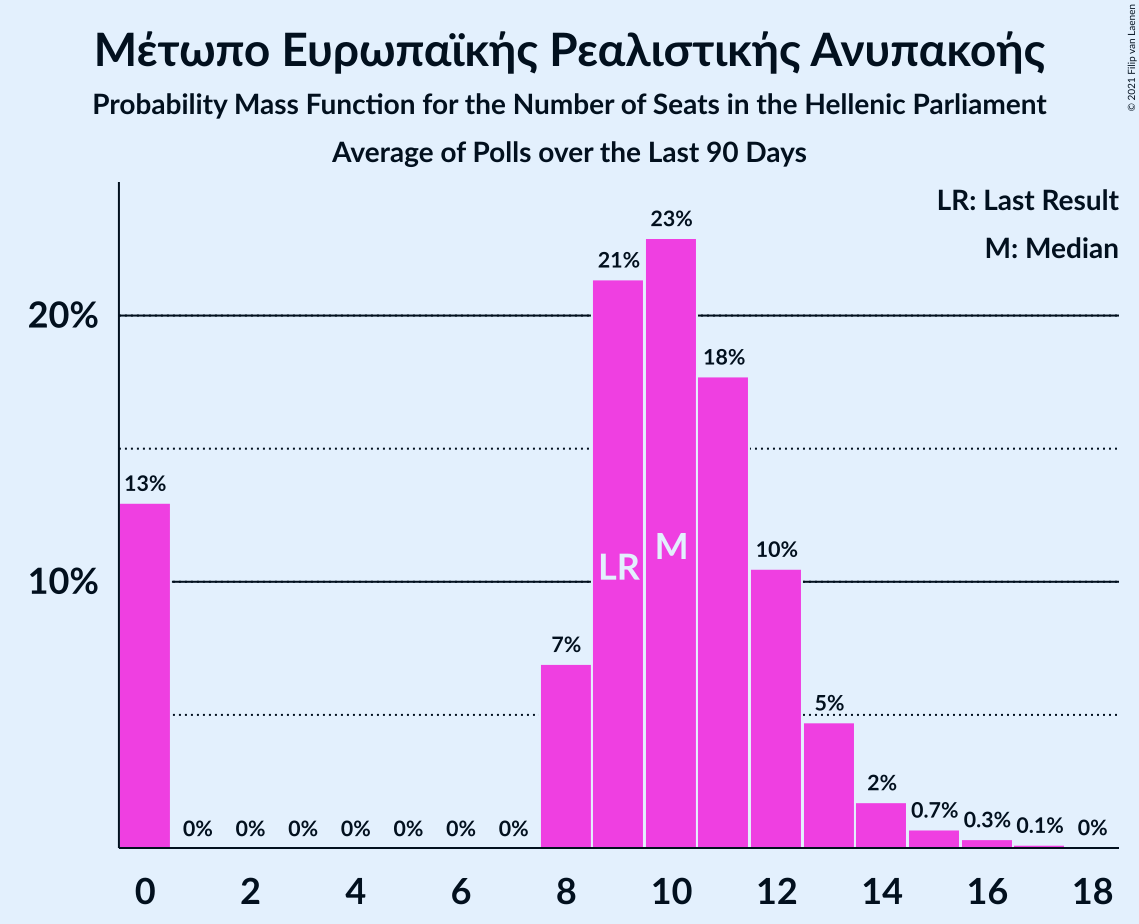 Μέτωπο Ευρωπαϊκής Ρεαλιστικής Ανυπακοής
Probability Mass Function for the Number of Seats in the Hellenic Parliament
Average of Polls over the Last 90 Days
© 2021 Filip van Laenen
LR: Last Result
M: Median
23%
21%
20%
18%
13%
10%
LR
M
10%
7%
5%
2%
0.7%
0.3%
0.1%
0%
0%
0%
0%
0%
0%
0%
0%
0 2 4 6 8 10 12 14 16 18